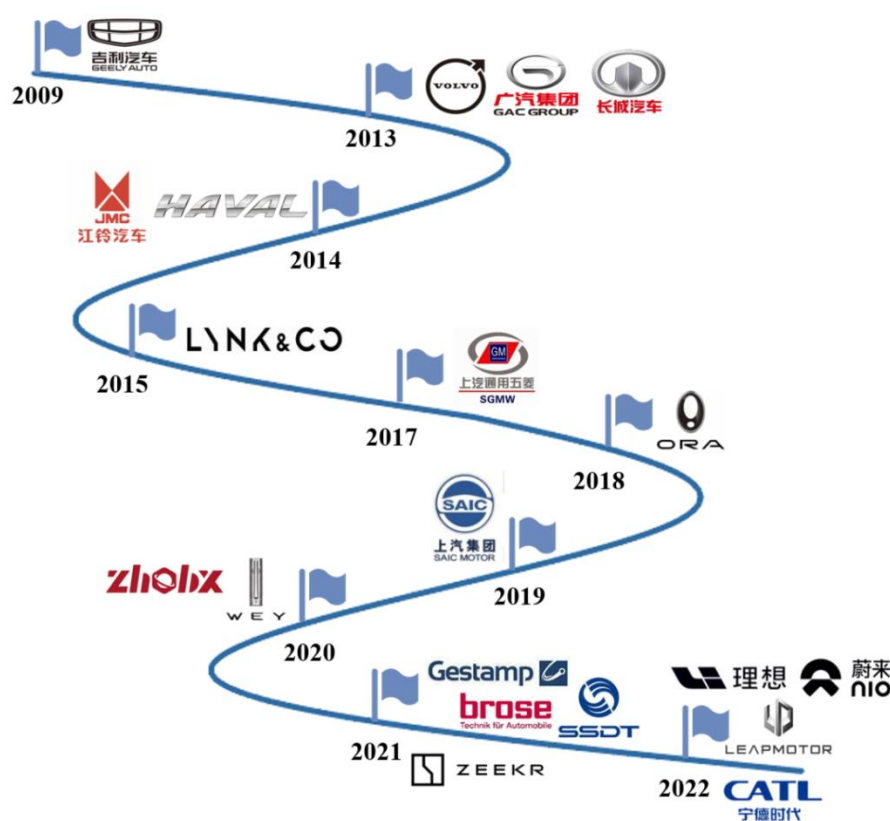 吉利汽车
GEELY AUTO
2009
VOLVO
广汽集团
GAC GROUP
长城汽车
2013
JMC
江铃汽车
HAVAL
2014
LYNK&CO
2015
GM
上汽通用五菱
SGMW
2017
ORA
2018
SAIC
上汽集团
SAIC MOTOR
2019
zhobx
WEY
2020
Gestamp
brose
Technik für Automobile
SSDT
2021
ZEEKR
理想
蔚来
NIO
LEAPMOTOR
2022
CATL
宁德时代